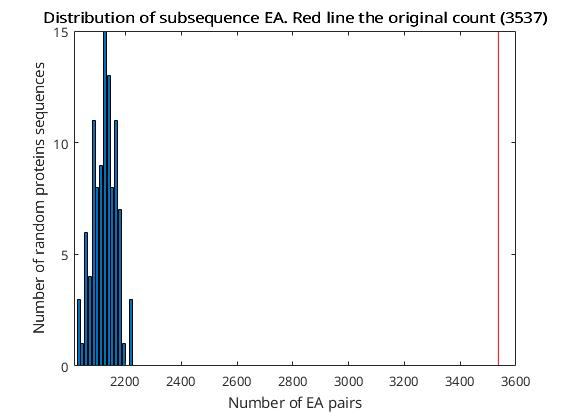 Distribution of subsequence EA. Red line the original count (3537)
15
10
5
0
Number of random proteins sequences
2200 2400 2600 2800 3000 3200 3400 3600
Number of EA pairs